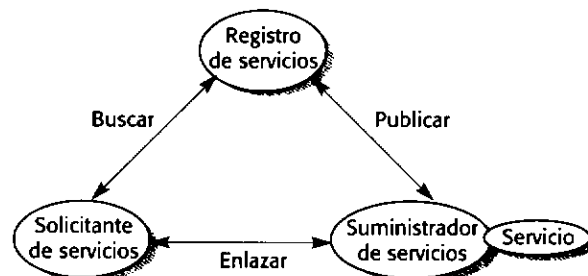 Registro
de servicios
Buscar
Publicar
Solicitante
de servicios
Enlazar
Suministrador
de servicios
Servicio